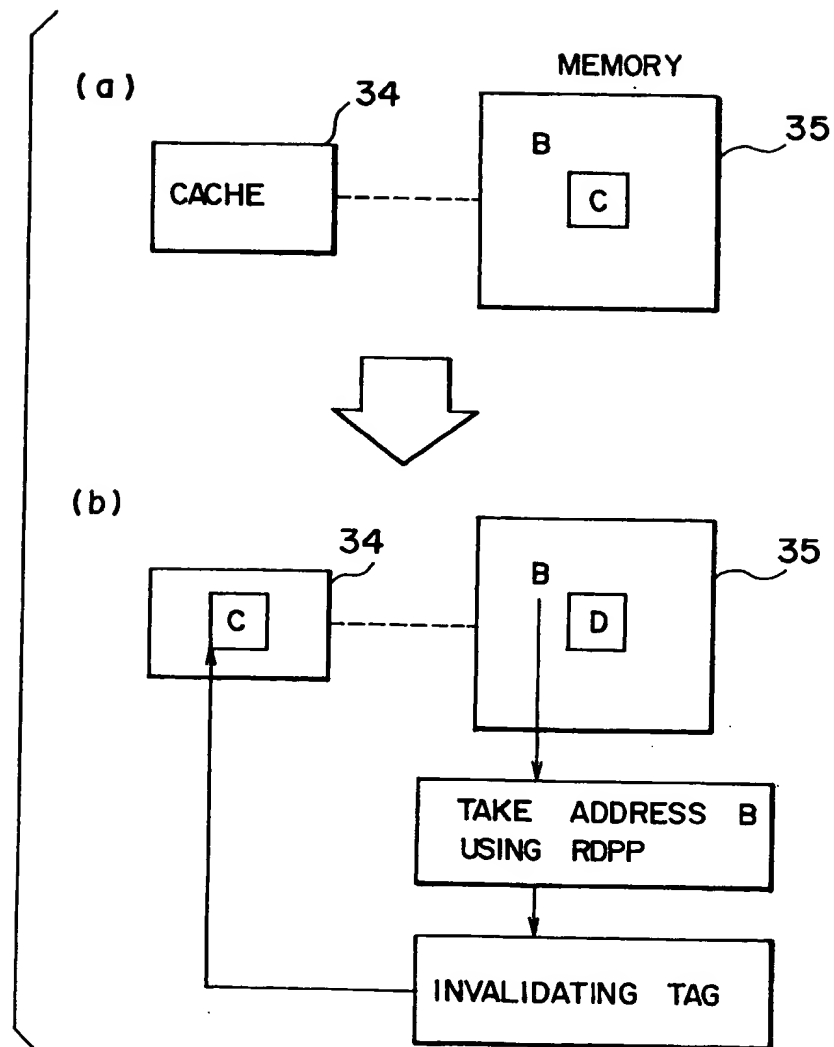 (a)
34
MEMORY
35
CACHE
B
C
(b)
34
35
C
B
D
TAKE ADDRESS B
USING RDPP
INVALIDATING TAG